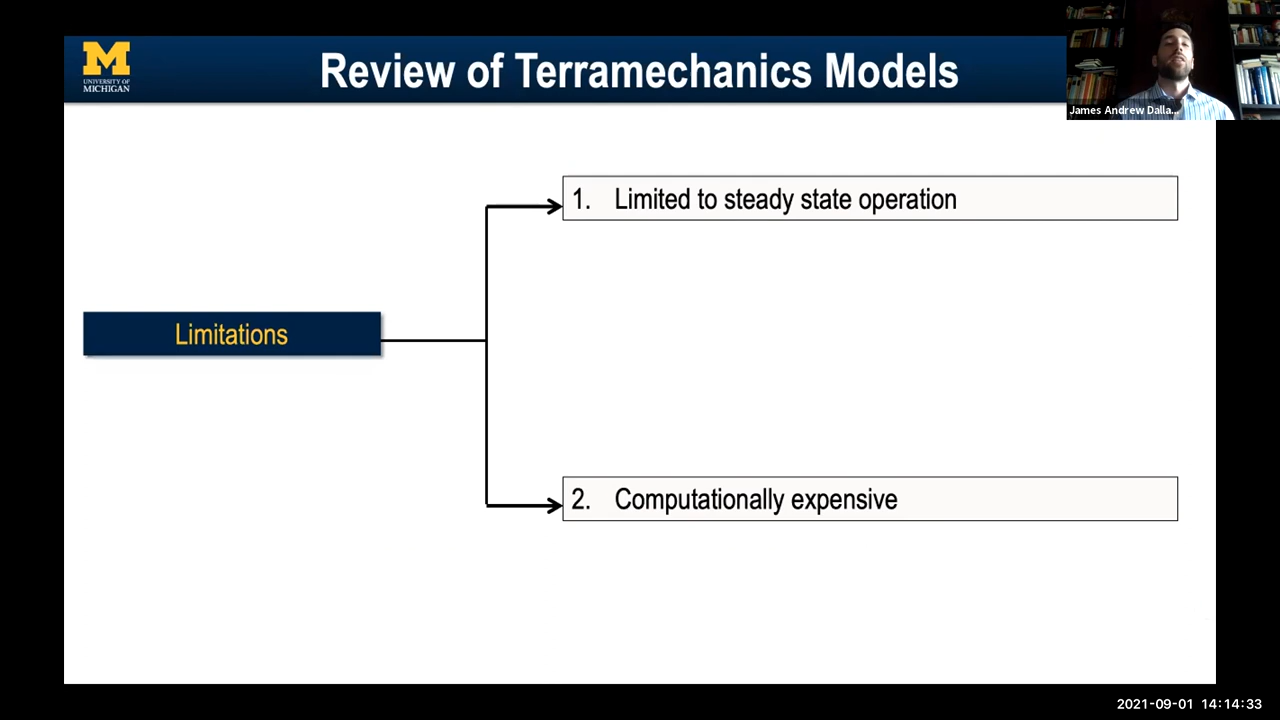 M
UNIVERSITY OF
MICHIGAN
Review of Terramechanics Models
James Andrew Dalla...
1. Limited to steady state operation
Limitations
2. Computationally expensive
2021-09-01 14:14:33